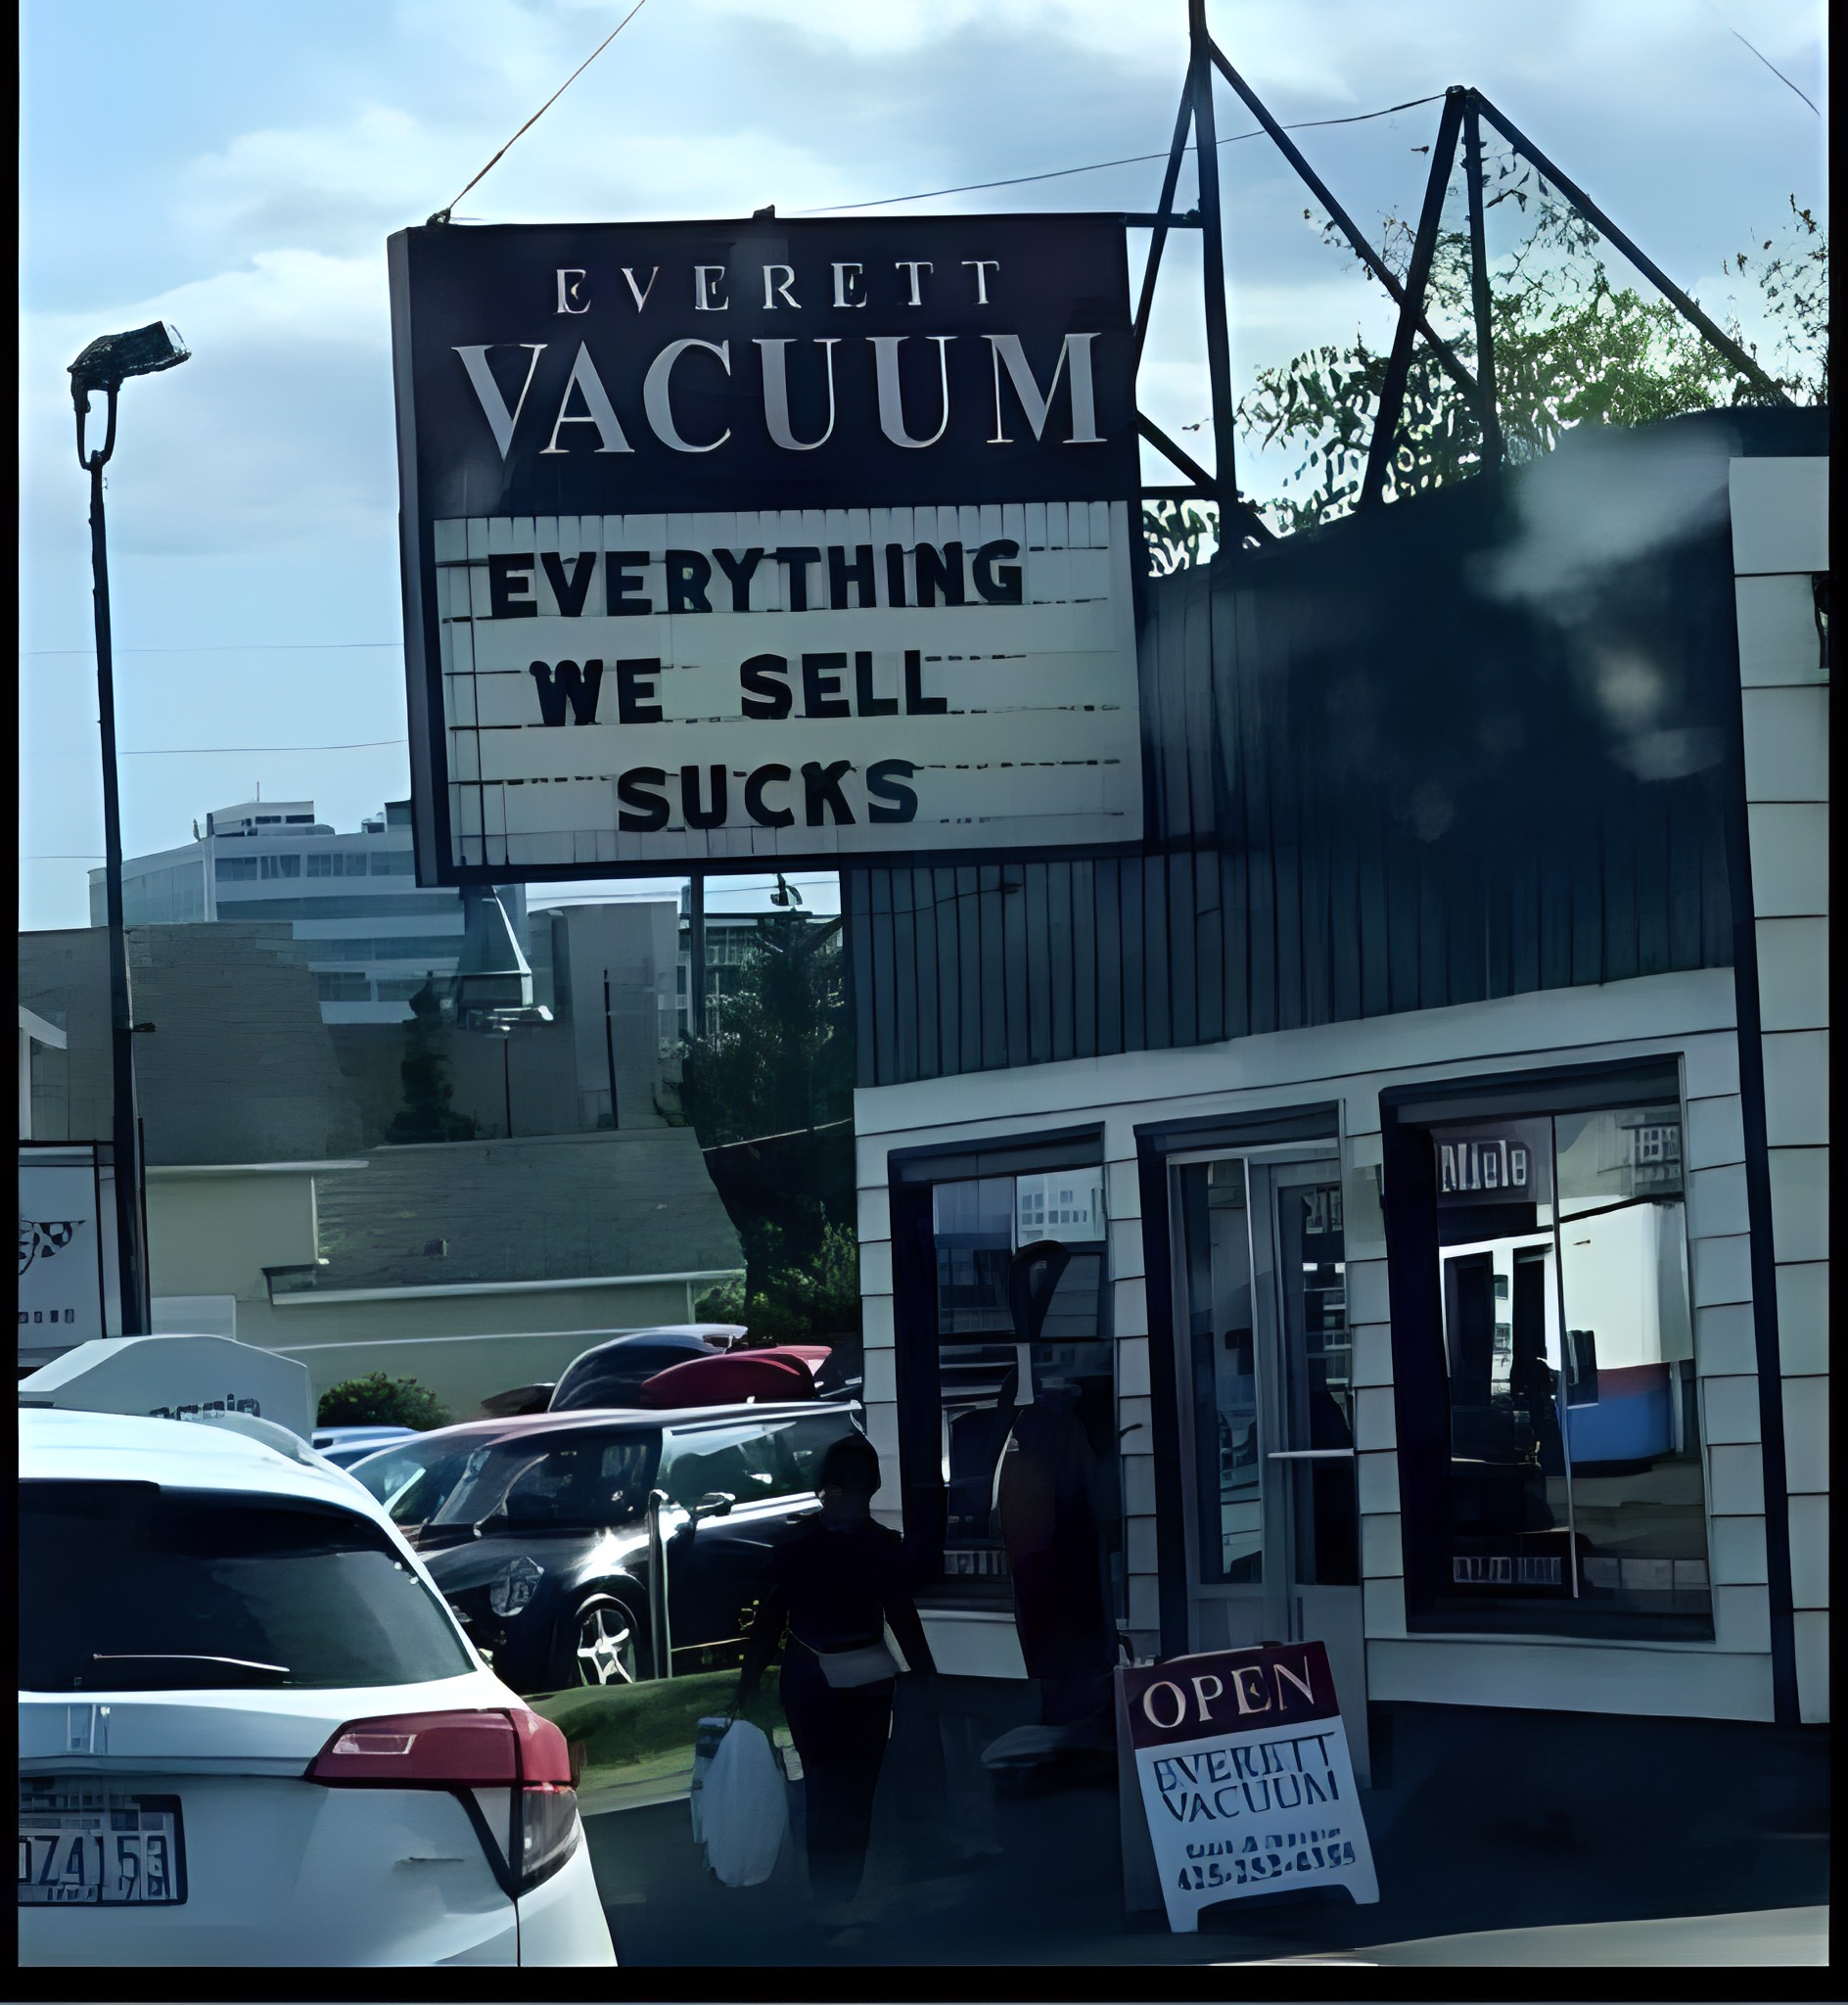 EVERETT
VACUUM
EVERYTHING
WE SELL
SUCKS
OPEN
EVERETT
VACUUM